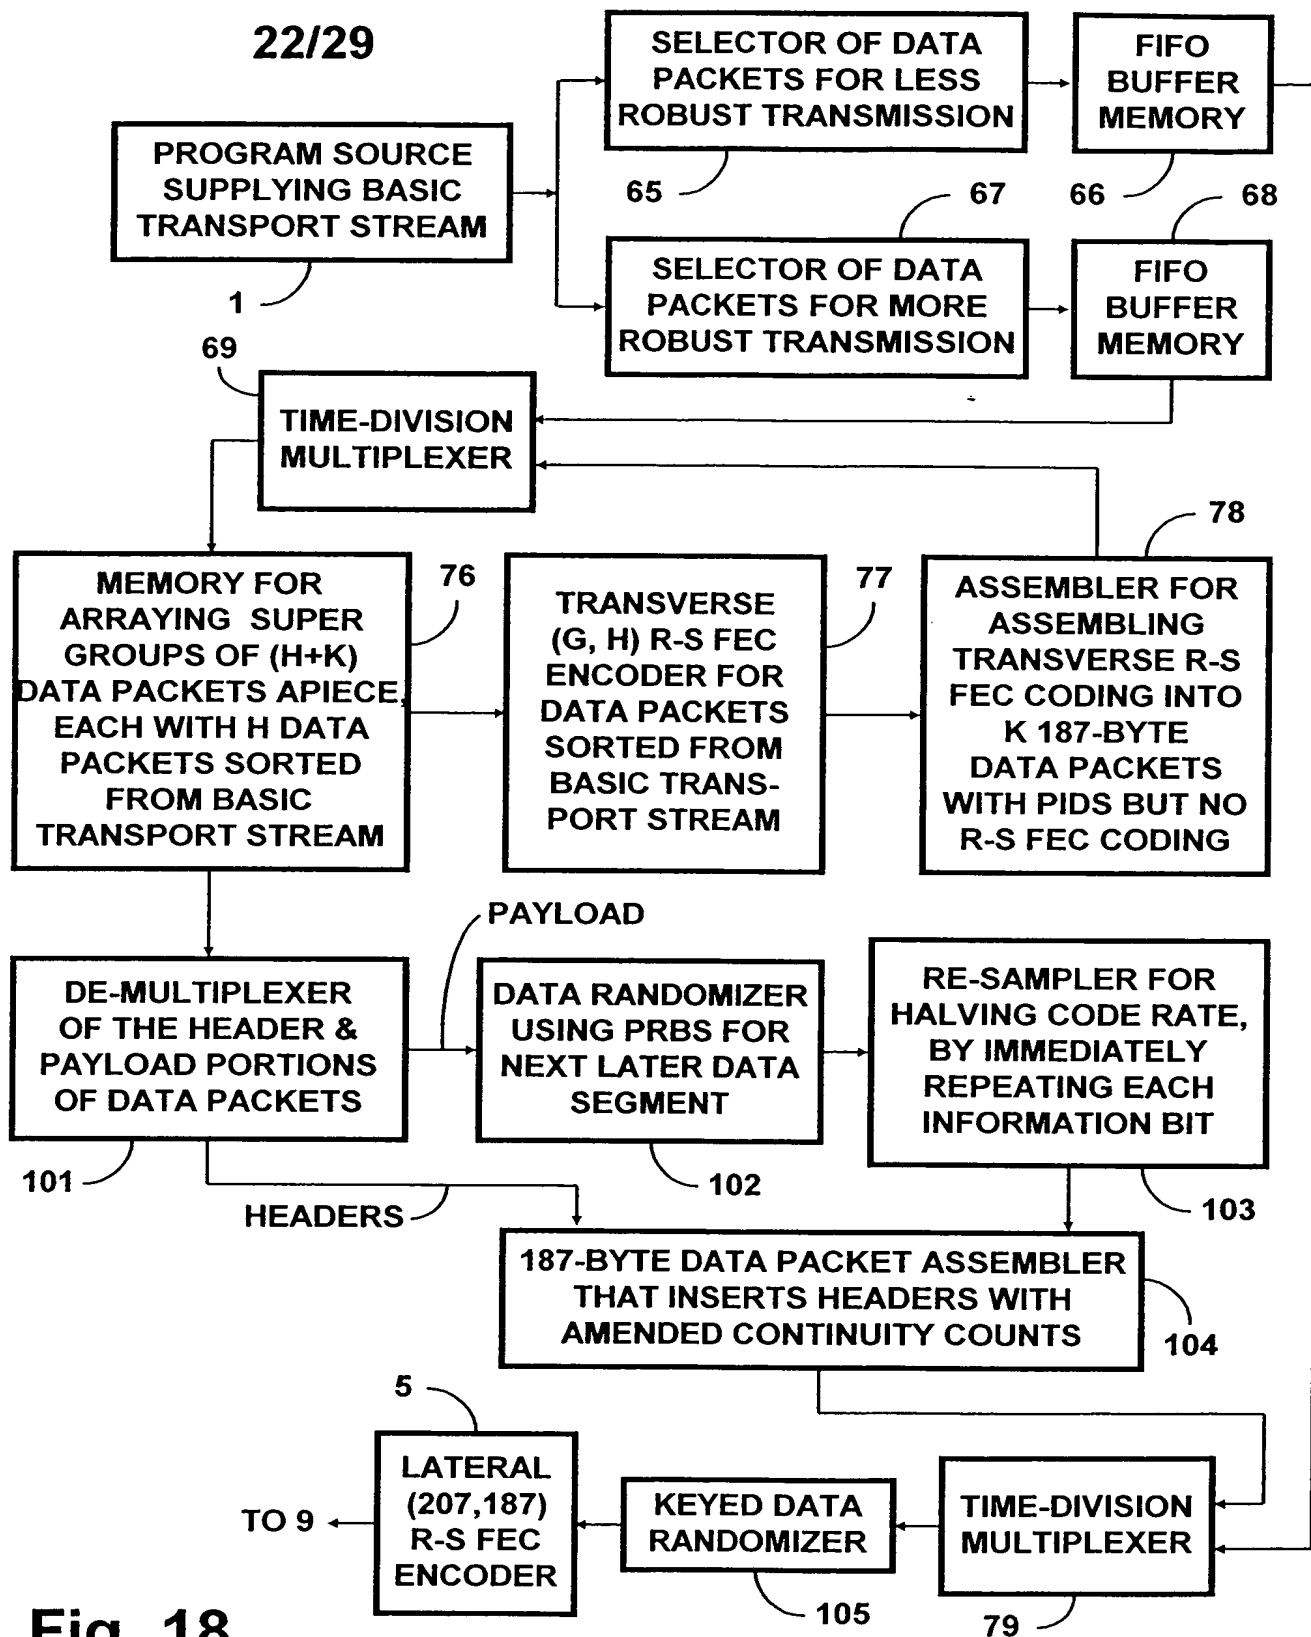 22/29
PROGRAM SOURCE
SUPPLYING BASIC
TRANSPORT STREAM
1
SELECTOR OF DATA
PACKETS FOR LESS
ROBUST TRANSMISSION
65
FIFO
BUFFER
MEMORY
66
67
SELECTOR OF DATA
PACKETS FOR MORE
ROBUST TRANSMISSION
68
FIFO
BUFFER
MEMORY
69
TIME-DIVISION
MULTIPLEXER
MEMORY FOR
ARRAYING SUPER
GROUPS OF (H+K)
DATA PACKETS APIECE,
EACH WITH H DATA
PACKETS SORTED
FROM BASIC
TRANSPORT STREAM
76
TRANSVERSE
(G, H) R-S FEC
ENCODER FOR
DATA PACKETS
SORTED FROM
BASIC TRANS-
PORT STREAM
77
78
ASSEMBLER FOR
ASSEMBLING
TRANSVERSE R-S
FEC CODING INTO
K 187-BYTE
DATA PACKETS
WITH PIDS BUT NO
R-S FEC CODING
PAYLOAD
DE-MULTIPLEXER
OF THE HEADER &
PAYLOAD PORTIONS
OF DATA PACKETS
101
HEADERS
DATA RANDOMIZER
USING PRBS FOR
NEXT LATER DATA
SEGMENT
102
RE-SAMPLER FOR
HALVING CODE RATE,
BY IMMEDIATELY
REPEATING EACH
INFORMATION BIT
103
187-BYTE DATA PACKET ASSEMBLER
THAT INSERTS HEADERS WITH
AMENDED CONTINUITY COUNTS
104
5
LATERAL
(207,187)
R-S FEC
ENCODER
TO 9
KEYED DATA
RANDOMIZER
105
TIME-DIVISION
MULTIPLEXER
79
Fig. 18